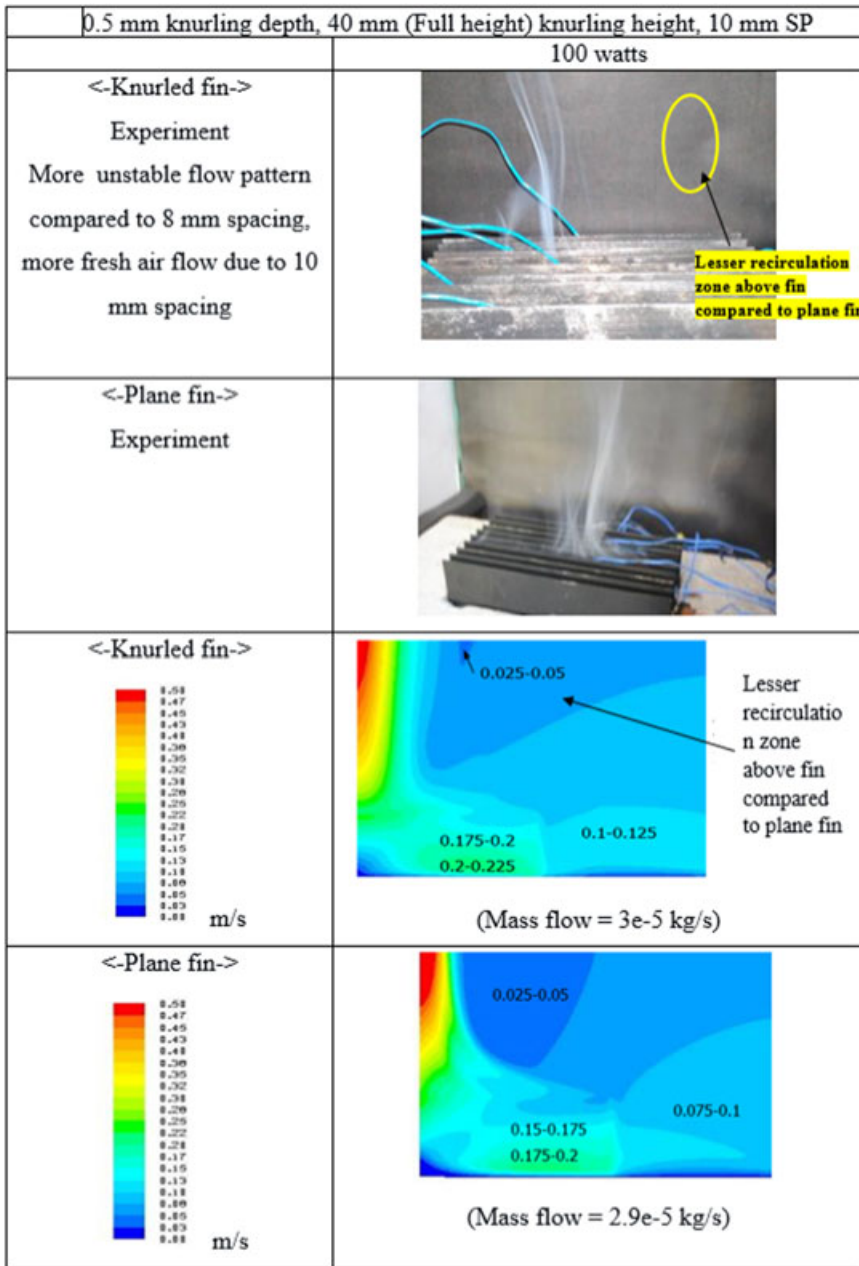 0.5 mm knurling depth, 40 mm (Full height) knurling height, 10 mm SP
100 watts
<-Knurled fin->
Experiment
More unstable flow pattern
compared to 8 mm spacing,
more fresh air flow due to 10
mm spacing
Lesser recirculation
zone above fin
compared to plane fin
<-Plane fin->
Experiment
<-Knurled fin->
m/s
0.025-0.05
0.175-0.2
0.2-0.225
0.1-0.125
Lesser
recirculatio
n zone
above fin
compared
to plane fin
(Mass flow = 3e-5 kg/s)
<-Plane fin->
m/s
0.025-0.05
0.075-0.1
0.15-0.175
0.175-0.2
(Mass flow = 2.9e-5 kg/s)